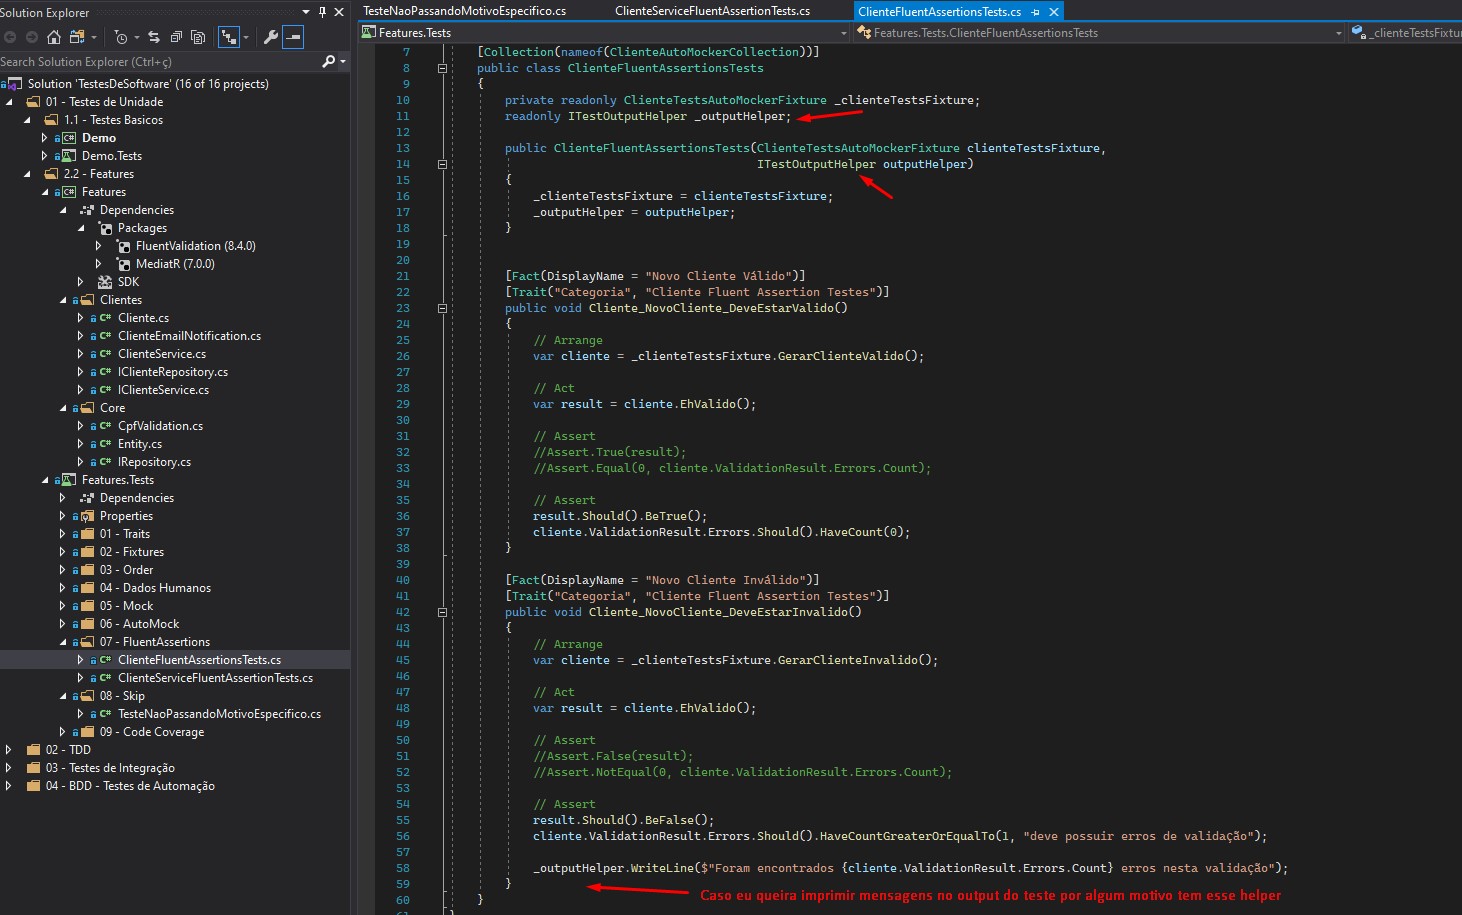 Solution Explorer
Search Solution Explorer (Ctrl+ç)
Solution 'TestesDeSoftware' (16 of 16 projects)
01 - Testes de Unidade
1.1 - Testes Basicos
Demo
Demo.Tests
2.2 - Features
Features
Dependencies
Packages
FluentValidation (8.4.0)
MediatR (7.0.0)
SDK
Clientes
Cliente.cs
ClienteEmailNotification.cs
ClienteService.cs
IClienteRepository.cs
IClienteService.cs
Core
CpfValidation.cs
Entity.cs
IRepository.cs
Features.Tests
Dependencies
Properties
01 - Traits
02 - Fixtures
03 - Order
04 - Dados Humanos
05 - Mock
06 - AutoMock
07 - FluentAssertions
ClienteFluentAssertionsTests.cs
ClienteServiceFluentAssertionTests.cs
08 - Skip
TesteNaoPassandoMotivoEspecifico.cs
09 - Code Coverage
02 - TDD
03 - Testes de Integração
04 - BDD - Testes de Automação
TesteNaoPassandoMotivoEspecifico.cs ClienteServiceFluentAssertionTests.cs ClienteFluentAssertionsTests.cs
Features.Tests Features.Tests.ClienteFluentAssertionsTests _clienteTestsFixtu
7 [Collection(nameof(ClienteAutoMockerCollection))]
8 public class ClienteFluentAssertionsTests
9 {
10 private readonly ClienteTestsAutoMockerFixture _clienteTestsFixture;
11 readonly ITestOutputHelper _outputHelper;
12
13 public ClienteFluentAssertionsTests(ClienteTestsAutoMockerFixture clienteTestsFixture,
14 ITestOutputHelper outputHelper)
15 {
16 _clienteTestsFixture = clienteTestsFixture;
17 _outputHelper = outputHelper;
18 }
19
20
21 [Fact(DisplayName = "Novo Cliente Válido")]
22 [Trait("Categoria", "Cliente Fluent Assertion Testes")]
23 public void Cliente_NovoCliente_DeveEstarValido()
24 {
25 // Arrange
26 var cliente = _clienteTestsFixture.GerarClienteValido();
27
28 // Act
29 var result = cliente.EhValido();
30
31 // Assert
32 //Assert.True(result);
33 //Assert.Equal(0, cliente.ValidationResult.Errors.Count);
34
35 // Assert
36 result.Should().BeTrue();
37 cliente.ValidationResult.Errors.Should().HaveCount(0);
38 }
39
40 [Fact(DisplayName = "Novo Cliente Inválido")]
41 [Trait("Categoria", "Cliente Fluent Assertion Testes")]
42 public void Cliente_NovoCliente_DeveEstarInvalido()
43 {
44 // Arrange
45 var cliente = _clienteTestsFixture.GerarClienteInvalido();
46
47 // Act
48 var result = cliente.EhValido();
49
50 // Assert
51 //Assert.False(result);
52 //Assert.NotEqual(0, cliente.ValidationResult.Errors.Count);
53
54 // Assert
55 result.Should().BeFalse();
56 cliente.ValidationResult.Errors.Should().HaveCountGreaterOrEqualTo(1, "deve possuir erros de validação");
57
58 _outputHelper.WriteLine($"Foram encontrados {cliente.ValidationResult.Errors.Count} erros nesta validação");
59 }
Caso eu queira imprimir mensagens no output do teste por algum motivo tem esse helper
60 }